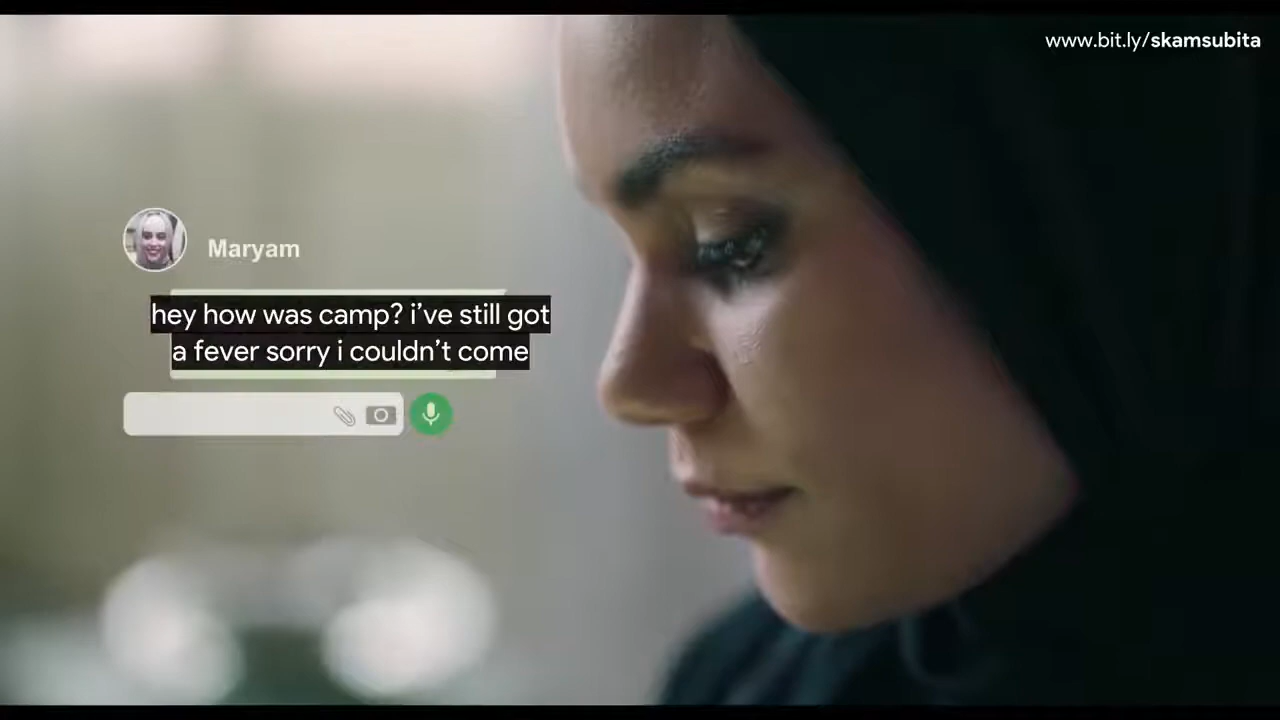 www.bit.ly/skamsubita
Maryam
hey how was camp? i’ve still got
a fever sorry i couldn’t come